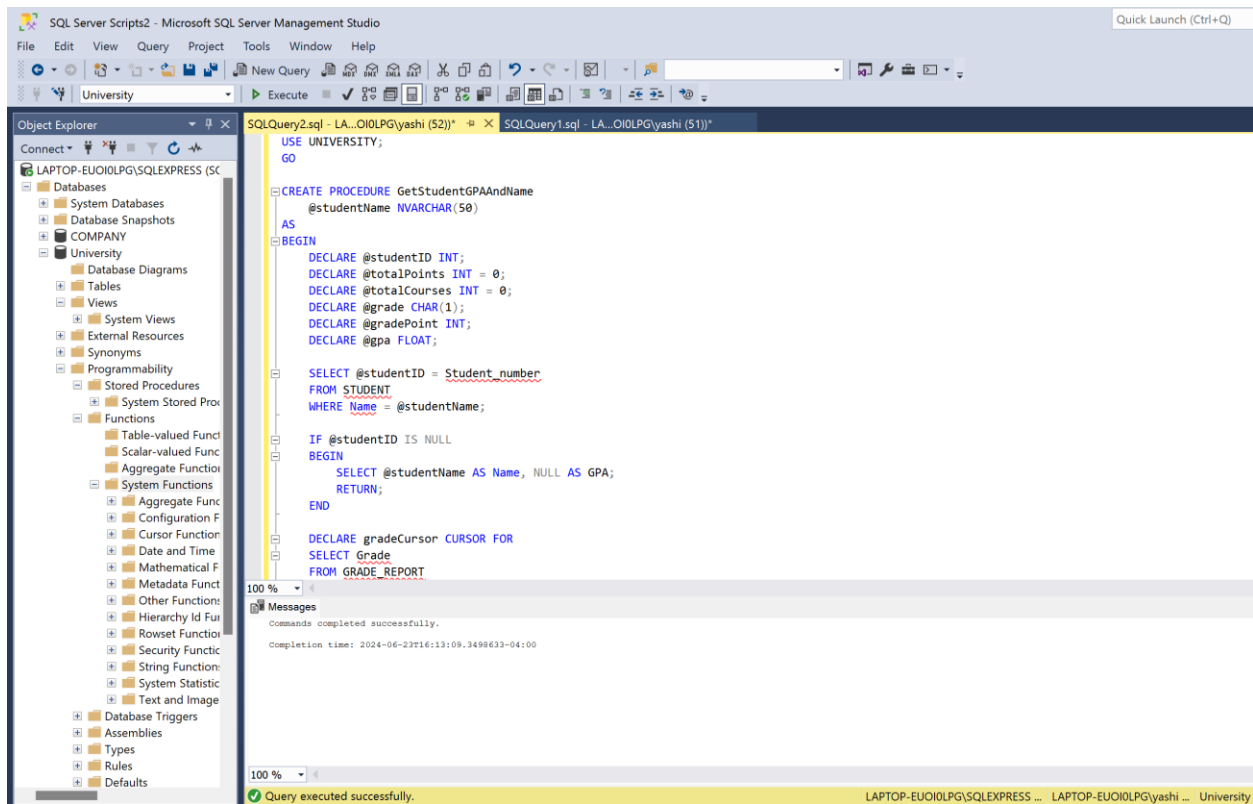 SQL Server Scripts2 - Microsoft SQL Server Management Studio
Quick Launch (Ctrl+Q)
File Edit View Query Project Tools Window Help
New Query
University
Execute
Object Explorer
Connect
LAPTOP-EUOI0LPG\SQLEXPRESS (SC
Databases
System Databases
Database Snapshots
COMPANY
University
Database Diagrams
Tables
Views
System Views
External Resources
Synonyms
Programmability
Stored Procedures
System Stored Proc
Functions
Table-valued Funct
Scalar-valued Func
Aggregate Function
System Functions
Aggregate Func
Configuration F
Cursor Function
Date and Time
Mathematical F
Metadata Funct
Other Functions
Hierarchy Id Fur
Rowset Function
Security Functic
String Function:
System Statistic
Text and Image
Database Triggers
Assemblies
Types
Rules
Defaults
SQLQuery2.sql - LA...OI0LPG\yashi (52))* SQLQuery1.sql - LA...OI0LPG\yashi (51))*
USE UNIVERSITY;
GO
CREATE PROCEDURE GetStudentGPAAndName
@studentName NVARCHAR(50)
AS
BEGIN
DECLARE @studentID INT;
DECLARE @totalPoints INT = 0;
DECLARE @totalCourses INT = 0;
DECLARE @grade CHAR(1);
DECLARE @gradePoint INT;
DECLARE @gpa FLOAT;
SELECT @studentID = Student_number
FROM STUDENT
WHERE Name = @studentName;
IF @studentID IS NULL
BEGIN
SELECT @studentName AS Name, NULL AS GPA;
RETURN;
END
DECLARE gradeCursor CURSOR FOR
SELECT Grade
FROM GRADE_REPORT
100 %
Messages
Commands completed successfully.
Completion time: 2024-06-23T16:13:09.3498633-04:00
100 %
Query executed successfully.
LAPTOP-EUOI0LPG\SQLEXPRESS ... LAPTOP-EUOI0LPG\yashi ... University